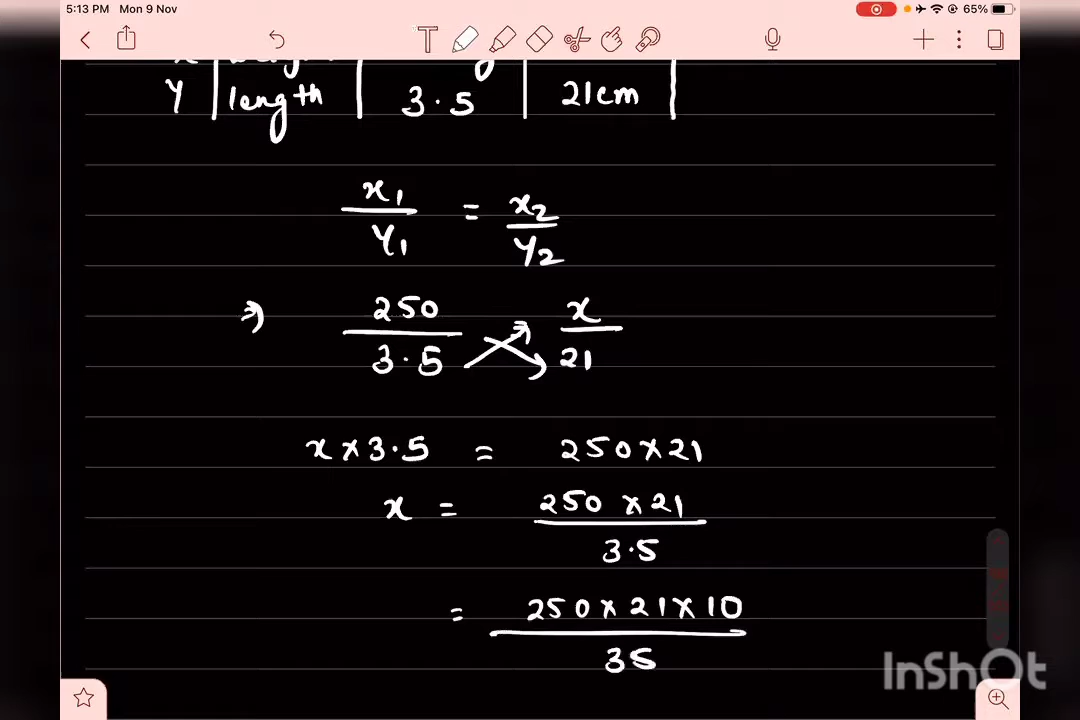 5:13 PM Mon 9 Nov 65%
T
Y length 3.5 21cm
x1/Y1 = x2/Y2
⇒ 250/3.5 x/21
x × 3.5 = 250 × 21
x = 250 × 21/3.5
= 250 × 21 × 10/35
InShOt